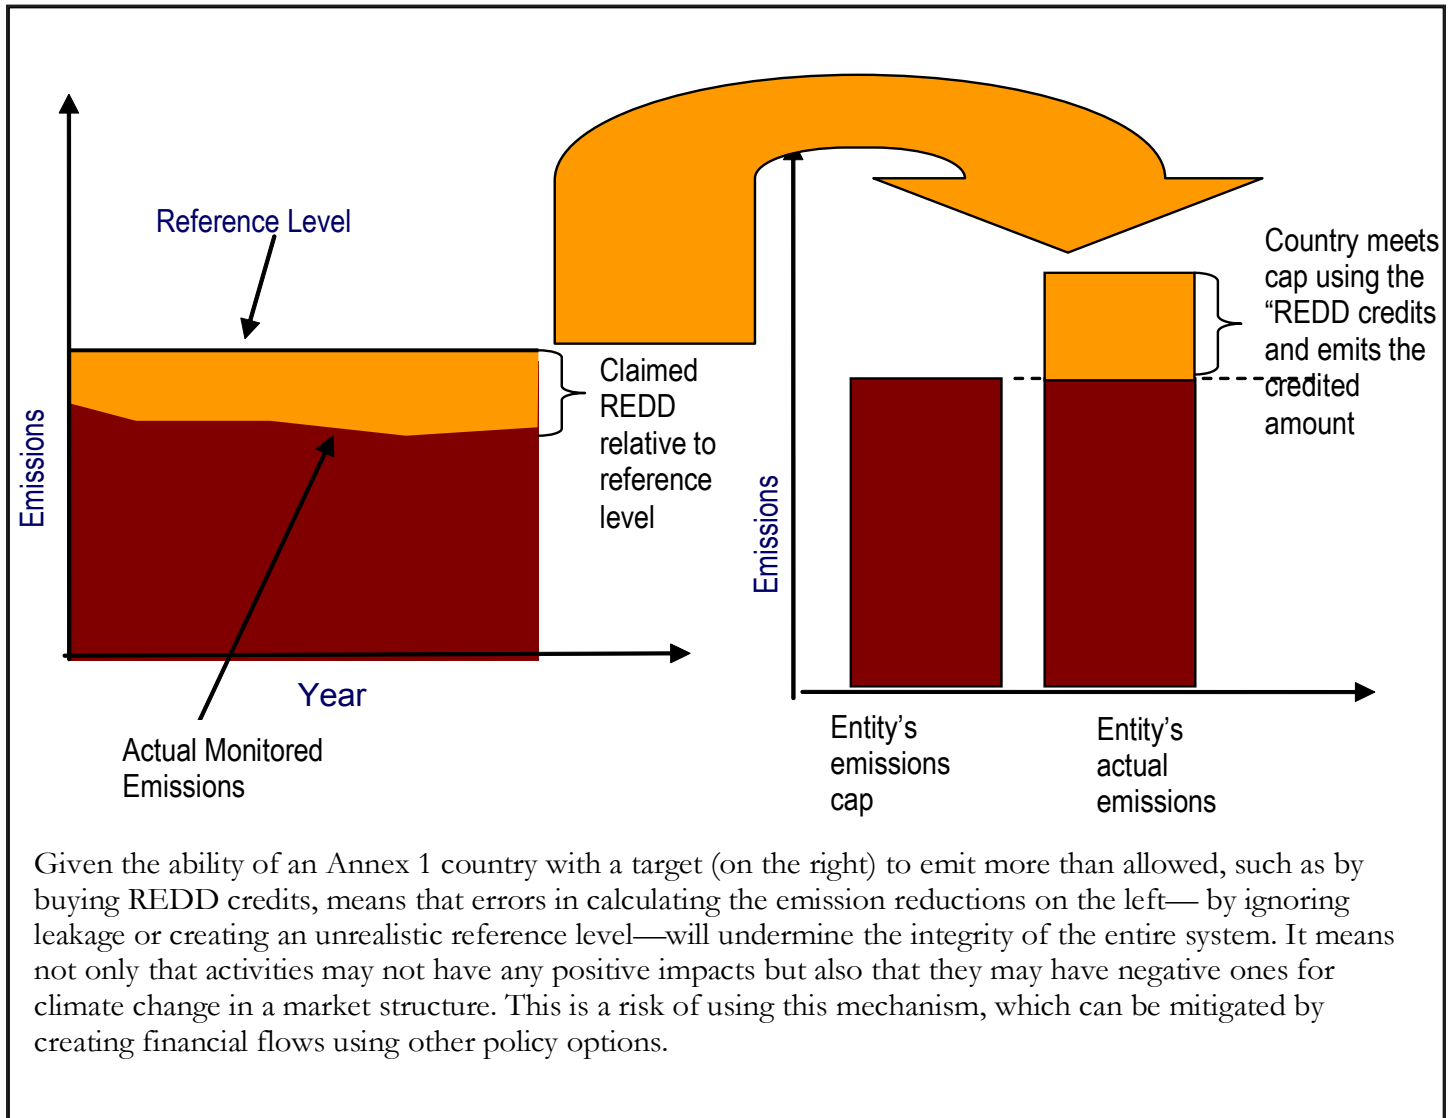 Reference Level
Emissions
Claimed
REDD
relative to
reference
level
Year
Actual Monitored
Emissions
Country meets
cap using the
“REDD credits
and emits the
credited
amount
Emissions
Entity’s
emissions
cap
Entity’s
actual
emissions
Given the ability of an Annex 1 country with a target (on the right) to emit more than allowed, such as by
buying REDD credits, means that errors in calculating the emission reductions on the left— by ignoring
leakage or creating an unrealistic reference level—will undermine the integrity of the entire system. It means
not only that activities may not have any positive impacts but also that they may have negative ones for
climate change in a market structure. This is a risk of using this mechanism, which can be mitigated by
creating financial flows using other policy options.